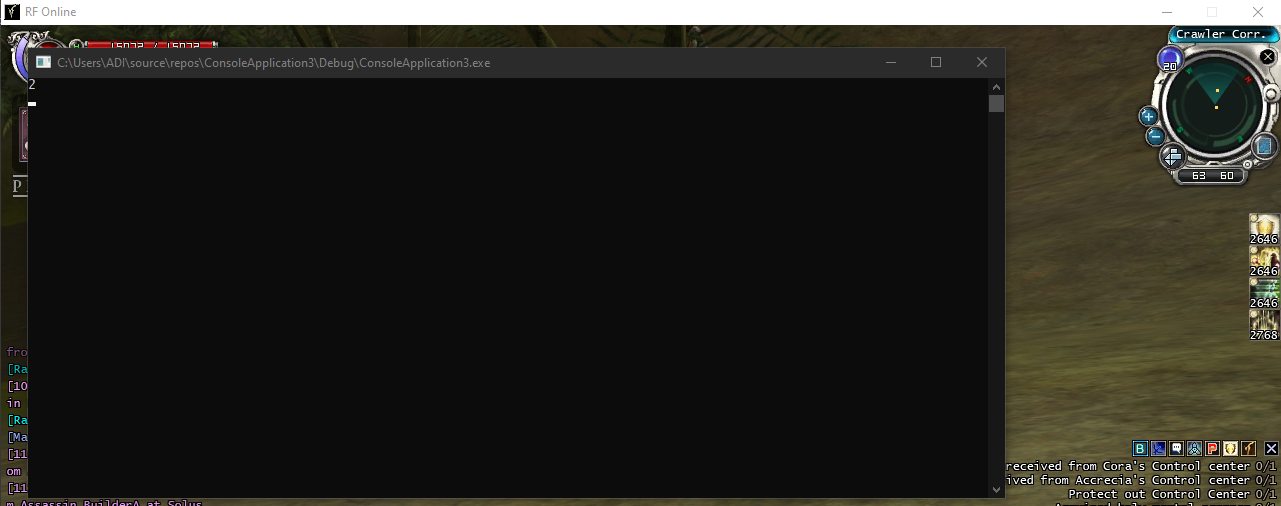 RF Online
Crawler Corr.
C:\Users\ADI\source\repos\ConsoleApplication3\Debug\ConsoleApplication3.exe
20
2
63 60
2646
2646
2646
2768
fro
[Ra
[10
in
[Ra
[Ma
[11
om
[11
m Assassin BuilderA at Solus
B
P
received from Cora's Control center 0/1
ived from Accrecia's Control center 0/1
Protect out Control Center 0/1
0/1